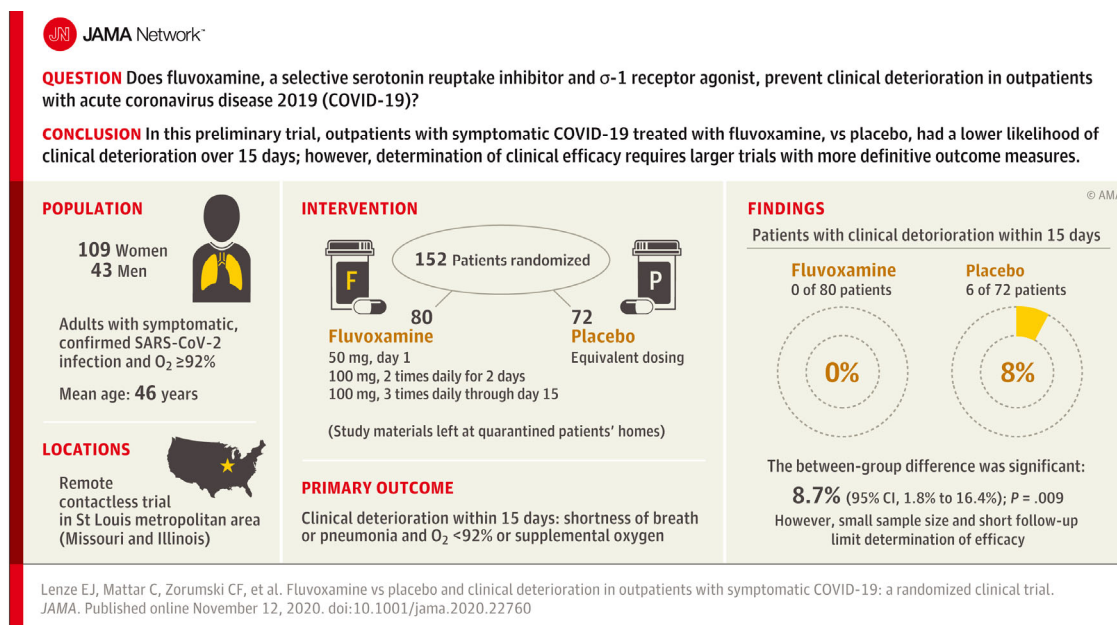 JN JAMA Network™
QUESTION Does fluvoxamine, a selective serotonin reuptake inhibitor and σ-1 receptor agonist, prevent clinical deterioration in outpatients
with acute coronavirus disease 2019 (COVID-19)?
CONCLUSION In this preliminary trial, outpatients with symptomatic COVID-19 treated with fluvoxamine, vs placebo, had a lower likelihood of
clinical deterioration over 15 days; however, determination of clinical efficacy requires larger trials with more definitive outcome measures.
© AMA
POPULATION
109 Women
43 Men
Adults with symptomatic,
confirmed SARS-CoV-2
infection and O₂ ≥92%
Mean age: 46 years
LOCATIONS
Remote
contactless trial
in St Louis metropolitan area
(Missouri and Illinois)
INTERVENTION
152 Patients randomized
F
P
80
Fluvoxamine
50 mg, day 1
100 mg, 2 times daily for 2 days
100 mg, 3 times daily through day 15
72
Placebo
Equivalent dosing
(Study materials left at quarantined patients’ homes)
PRIMARY OUTCOME
Clinical deterioration within 15 days: shortness of breath
or pneumonia and O₂ <92% or supplemental oxygen
FINDINGS
Patients with clinical detorioration within 15 days
Fluvoxamine
0 of 80 patients
0%
Placebo
6 of 72 patients
8%
The between-group difference was significant:
8.7% (95% CI, 1.8% to 16.4%); P = .009
However, small sample size and short follow-up
limit determination of efficacy
Lenze EJ, Mattar C, Zorumski CF, et al. Fluvoxamine vs placebo and clinical deterioration in outpatients with symptomatic COVID-19: a randomized clinical trial.
JAMA. Published online November 12, 2020. doi:10.1001/jama.2020.22760